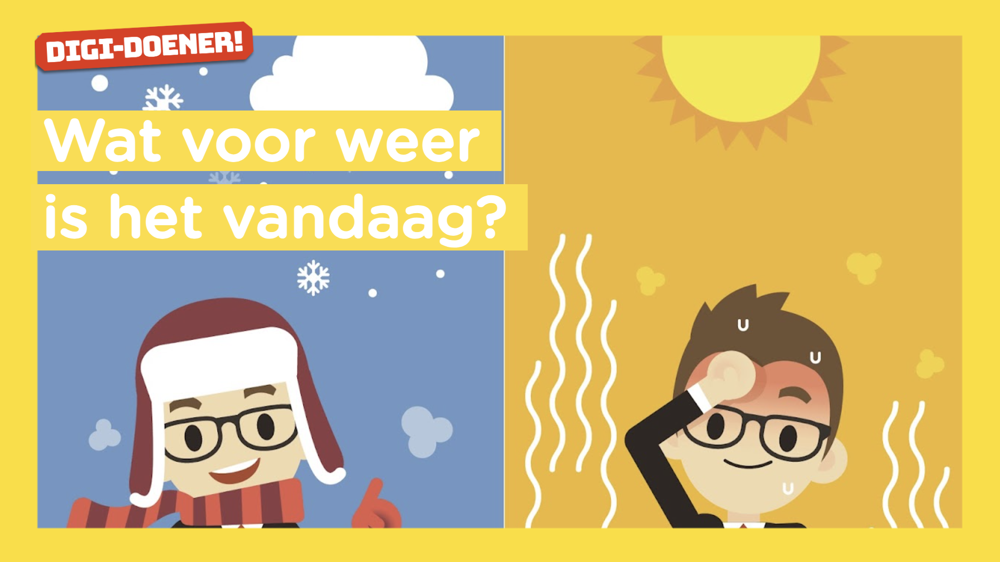 DIGI-DOENER!
Wat voor weer
is het vandaag?